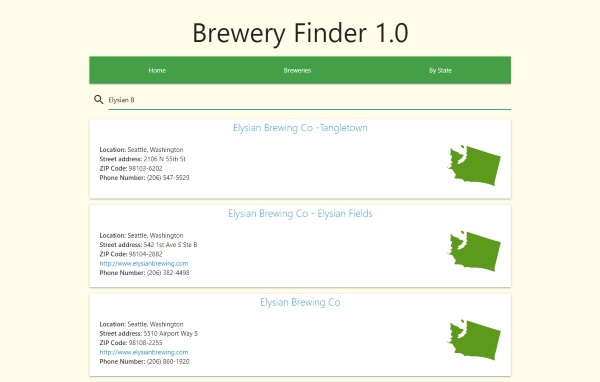 Brewery Finder 1.0
Home
Breweries
By State
Elysian B
Elysian Brewing Co -Tangletown
Location: Seattle, Washington
Street address: 2106 N 55th St
ZIP Code: 98103-6202
Phone Number: (206) 547-5929
Elysian Brewing Co - Elysian Fields
Location: Seattle, Washington
Street address: 542 1st Ave S Ste B
ZIP Code: 98104-2882
http://www.elysianbrewing.com
Phone Number: (206) 382-4498
Elysian Brewing Co
Location: Seattle, Washington
Street address: 5510 Airport Way S
ZIP Code: 98108-2255
http://www.elysianbrewing.com
Phone Number: (206) 860-1920